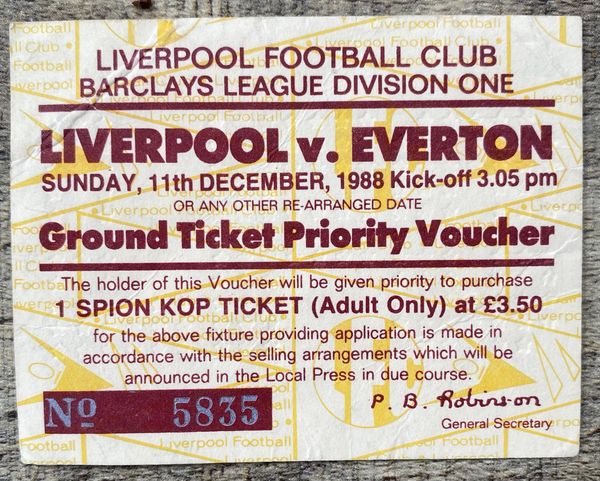 LIVERPOOL FOOTBALL CLUB
BARCLAYS LEAGUE DIVISION ONE
LIVERPOOL v. EVERTON
SUNDAY, 11th DECEMBER, 1988 Kick-off 3.05 pm
OR ANY OTHER RE-ARRANGED DATE
Ground Ticket Priority Voucher
The holder of this Voucher will be given priority to purchase
1 SPION KOP TICKET (Adult Only) at £3.50
for the above fixture providing application is made in
accordance with the selling arrangements which will be
announced in the Local Press in due course.
No 5835
P. B. Robinson
General Secretary